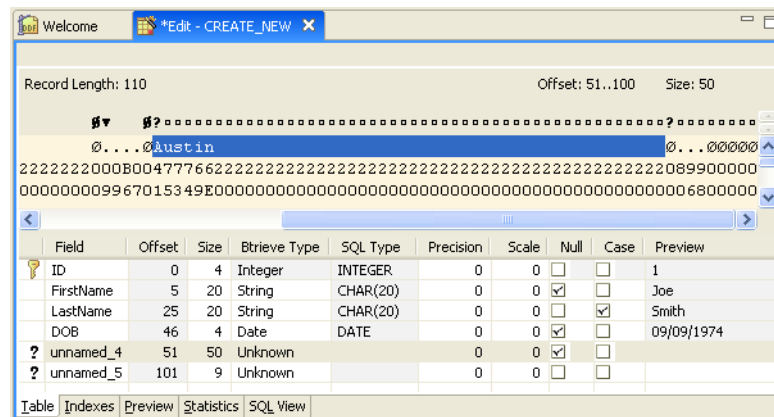 Welcome
*Edit - CREATE_NEW
Record Length: 110 Offset: 51..100 Size: 50
Ø....ØAustin Ø...ØØØØØ
Field Offset Size Btrieve Type SQL Type Precision Scale Null Case Preview
ID 0 4 Integer INTEGER 0 0 1
FirstName 5 20 String CHAR(20) 0 0 Joe
LastName 25 20 String CHAR(20) 0 0 Smith
DOB 46 4 Date DATE 0 0 09/09/1974
? unnamed_4 51 50 Unknown 0 0
? unnamed_5 101 9 Unknown 0 0
Table Indexes Preview Statistics SQL View